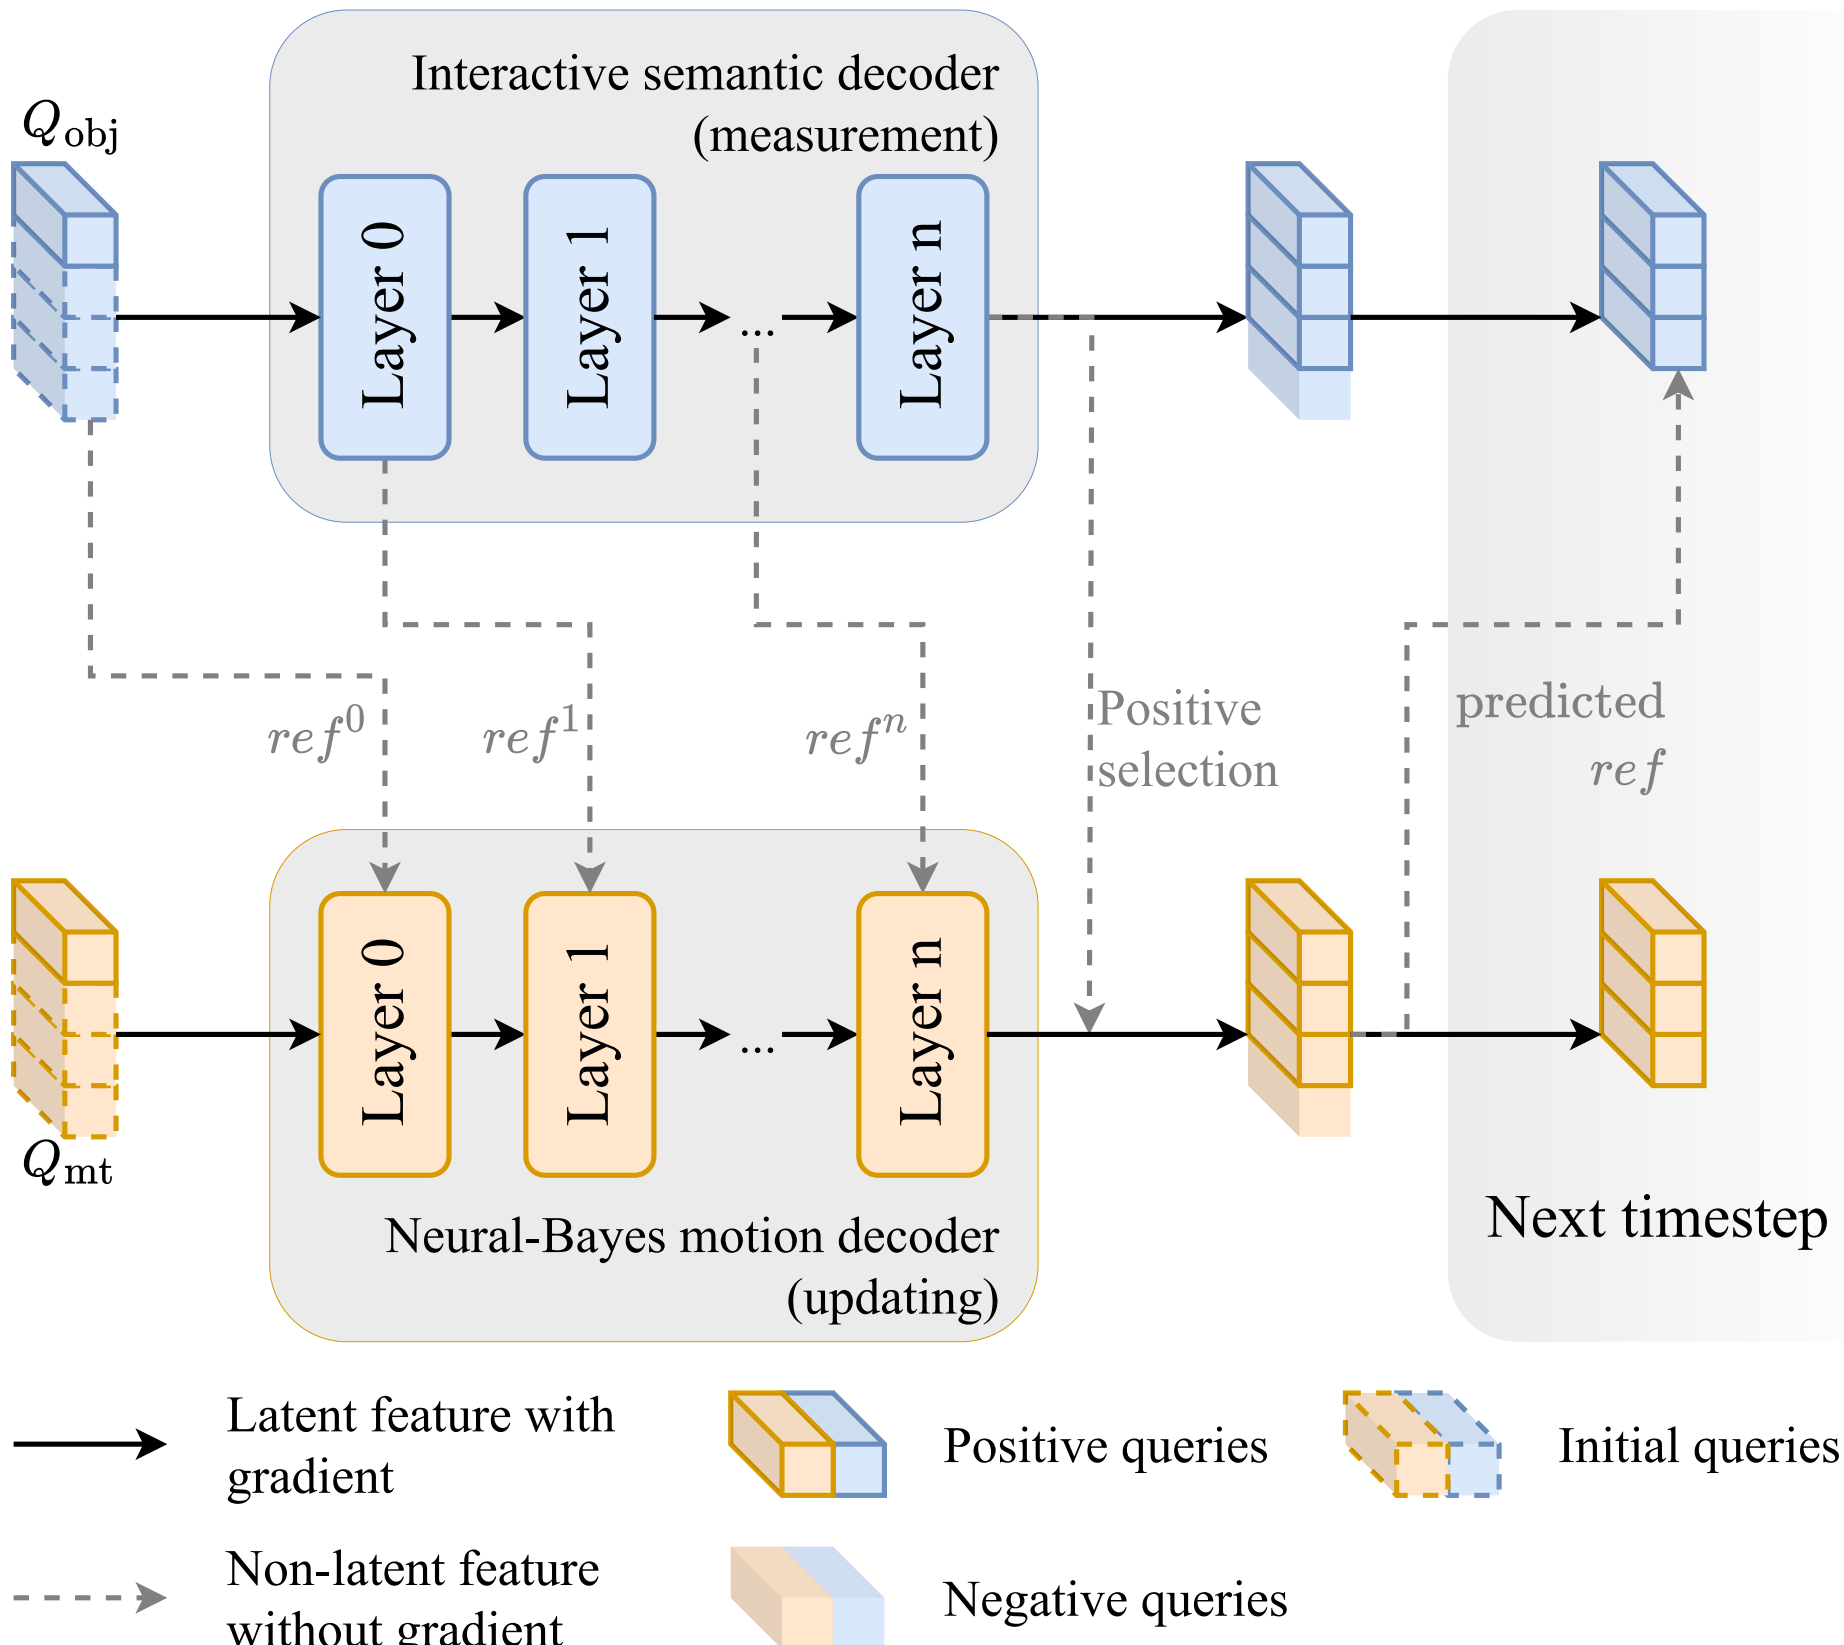 Interactive semantic decoder
(measurement)
Q_obj
Layer 0
Layer 1
...
Layer n
ref^0
ref^1
ref^n
Positive
selection
predicted
ref
Layer 0
Layer 1
...
Layer n
Q_mt
Neural-Bayes motion decoder
(updating)
Next timestep
Latent feature with
gradient
Positive queries
Initial queries
Non-latent feature
without gradient
Negative queries